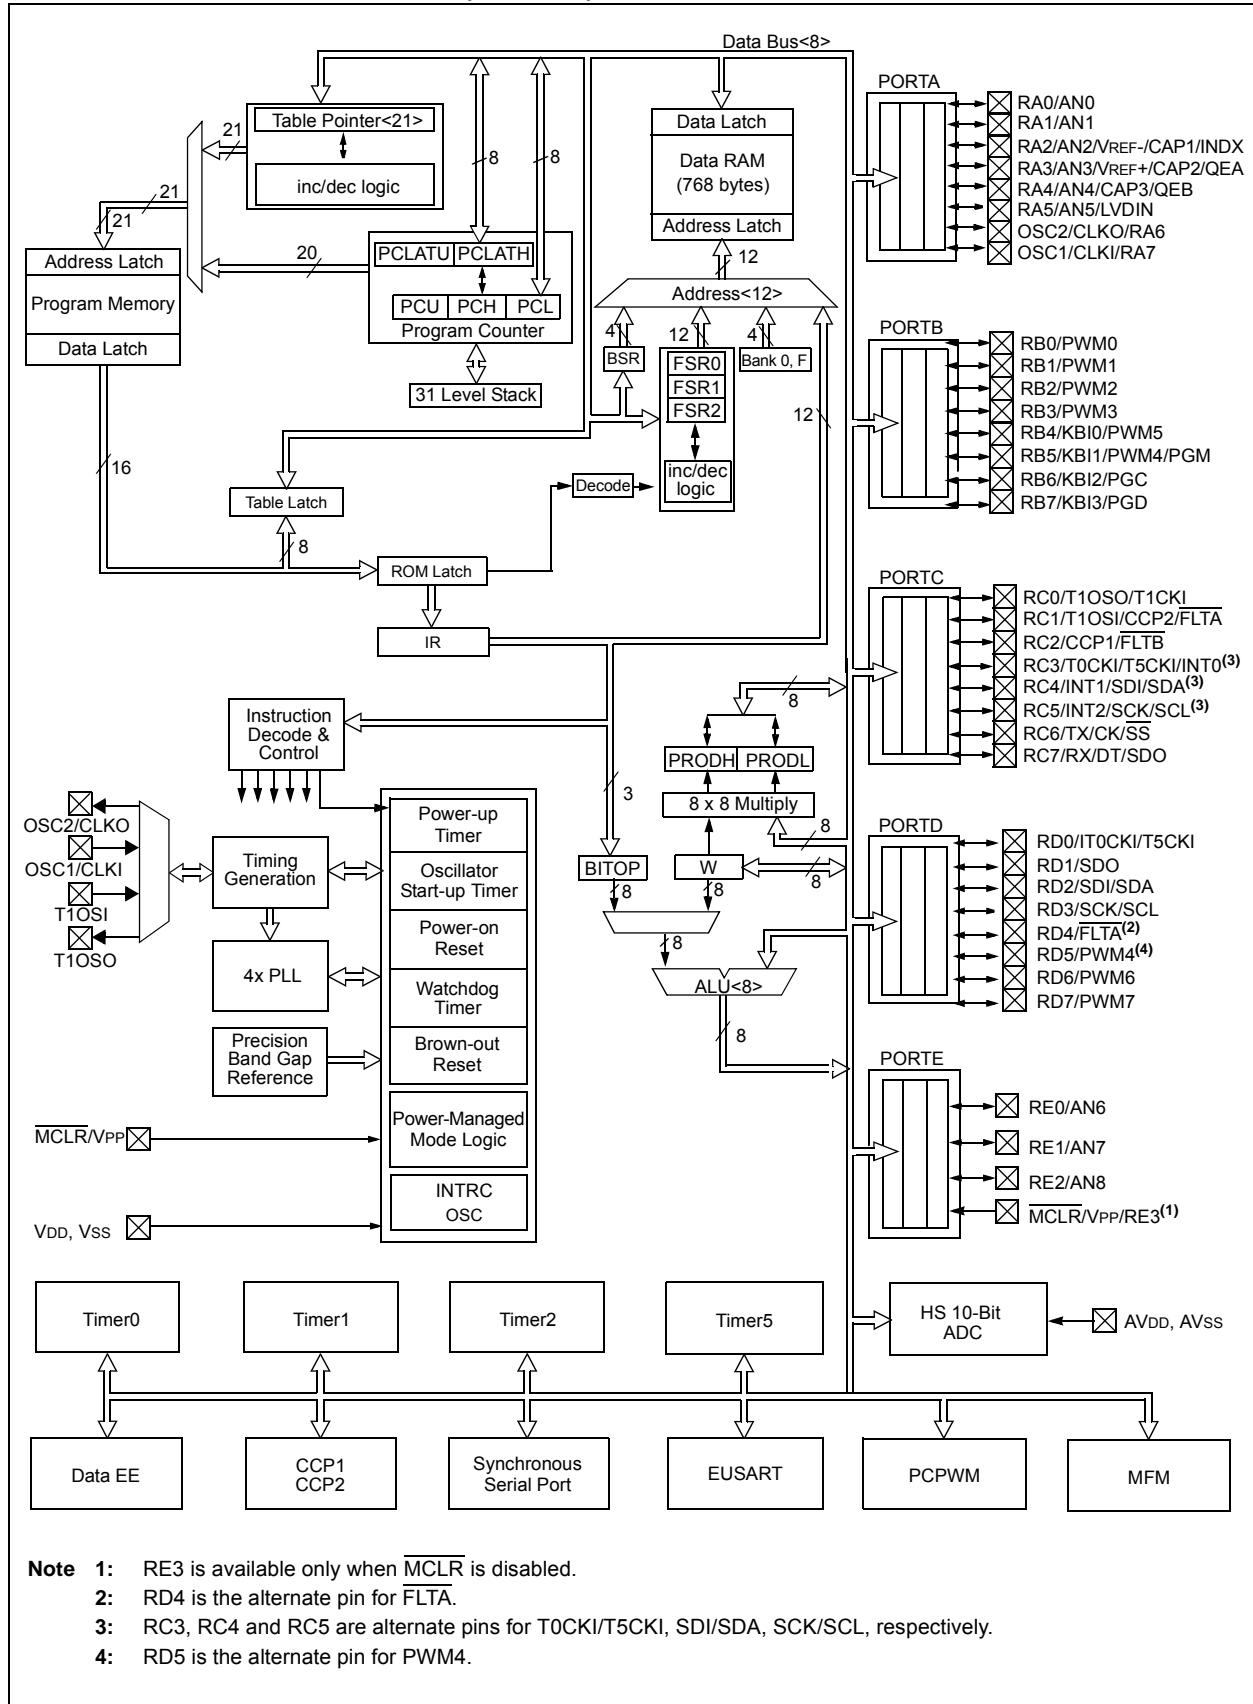 Data Bus<8>
PORTA
Table Pointer<21>
inc/dec logic
21
21
21
8
8
Data Latch
Data RAM
(768 bytes)
Address Latch
12
RA0/AN0
RA1/AN1
RA2/AN2/VREF-/CAP1/INDX
RA3/AN3/VREF+/CAP2/QEA
RA4/AN4/CAP3/QEB
RA5/AN5/LVDIN
OSC2/CLKO/RA6
OSC1/CLKI/RA7
Address Latch
Program Memory
Data Latch
20
PCLATU
PCLATH
PCU
PCH
PCL
Program Counter
31 Level Stack
Address<12>
4
12
4
BSR
FSR0
FSR1
FSR2
inc/dec
logic
Bank 0, F
12
PORTB
RB0/PWM0
RB1/PWM1
RB2/PWM2
RB3/PWM3
RB4/KBI0/PWM5
RB5/KBI1/PWM4/PGM
RB6/KBI2/PGC
RB7/KBI3/PGD
16
Table Latch
8
Decode
ROM Latch
IR
PORTC
RC0/T1OSO/T1CKI
RC1/T1OSI/CCP2/FLTA
RC2/CCP1/FLTB
RC3/T0CKI/T5CKI/INT0(3)
RC4/INT1/SDI/SDA(3)
RC5/INT2/SCK/SCL(3)
RC6/TX/CK/SS
RC7/RX/DT/SDO
Instruction
Decode &
Control
8
PRODH
PRODL
8 x 8 Multiply
3
8
BITOP
W
8
8
8
8
ALU<8>
8
OSC2/CLKO
OSC1/CLKI
T1OSI
T1OSO
Timing
Generation
4x PLL
Precision
Band Gap
Reference
Power-up
Timer
Oscillator
Start-up Timer
Power-on
Reset
Watchdog
Timer
Brown-out
Reset
Power-Managed
Mode Logic
INTRC
OSC
MCLR/VPP
VDD, VSS
PORTD
RD0/IT0CKI/T5CKI
RD1/SDO
RD2/SDI/SDA
RD3/SCK/SCL
RD4/FLTA(2)
RD5/PWM4(4)
RD6/PWM6
RD7/PWM7
PORTE
RE0/AN6
RE1/AN7
RE2/AN8
MCLR/VPP/RE3(1)
Timer0
Timer1
Timer2
Timer5
HS 10-Bit
ADC
AVDD, AVSS
Data EE
CCP1
CCP2
Synchronous
Serial Port
EUSART
PCPWM
MFM
Note 1: RE3 is available only when MCLR is disabled.
2: RD4 is the alternate pin for FLTA.
3: RC3, RC4 and RC5 are alternate pins for T0CKI/T5CKI, SDI/SDA, SCK/SCL, respectively.
4: RD5 is the alternate pin for PWM4.